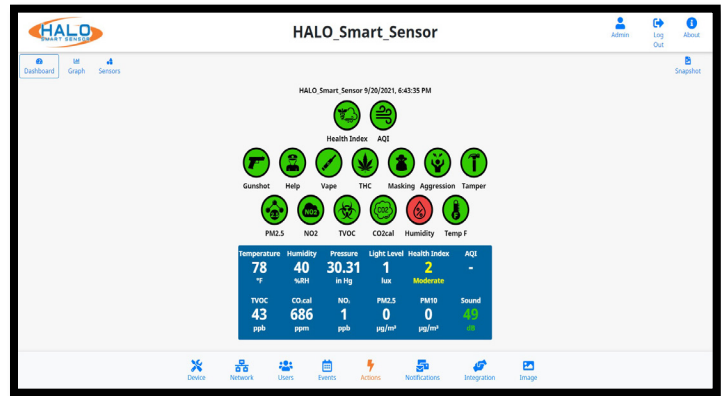 HALO
SMART SENSOR
HALO_Smart_Sensor
Admin
Log
Out
About
Dashboard
Graph
Sensors
Snapshot
HALO_Smart_Sensor 9/20/2021, 6:43:35 PM
Health Index AQI
Gunshot Help Vape THC Masking Aggression Tamper
2.5 NO2 CO2 F
PM2.5 NO2 TVOC CO2cal Humidity Temp F
Temperature Humidity Pressure Light Level Health Index AQI
78 40 30.31 1 2 -
°F %RH in Hg lux Moderate
TVOC CO₂cal NO₂ PM2.5 PM10 Sound
43 686 1 0 0 49
ppb ppm ppb µg/m³ µg/m³ dB
Device Network Users Events Actions Notifications Integration Image